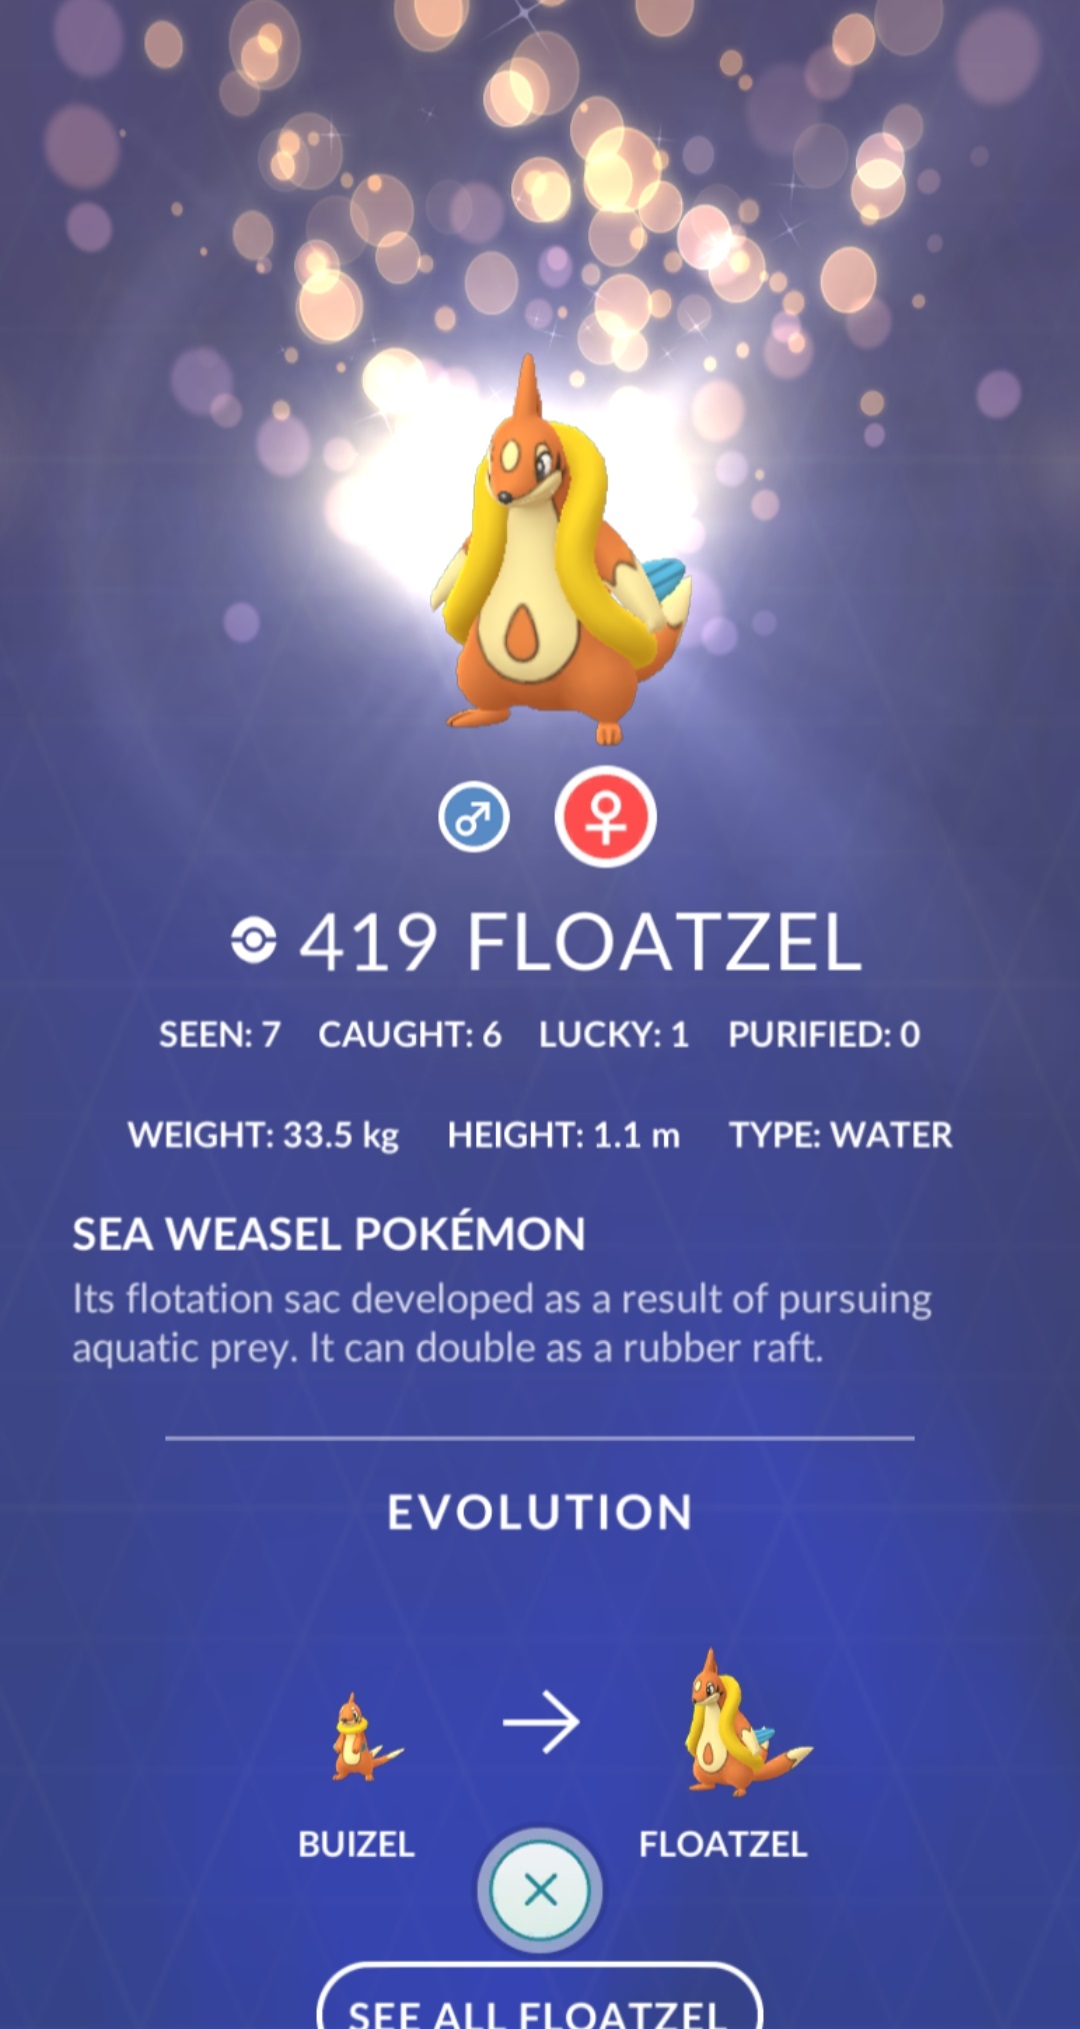 419 FLOATZEL
SEEN: 7 CAUGHT: 6 LUCKY: 1 PURIFIED: 0
WEIGHT: 33.5 kg HEIGHT: 1.1 m TYPE: WATER
SEA WEASEL POKÉMON
Its flotation sac developed as a result of pursuing
aquatic prey. It can double as a rubber raft.
EVOLUTION
BUIZEL FLOATZEL
SEE ALL FLOATZEL